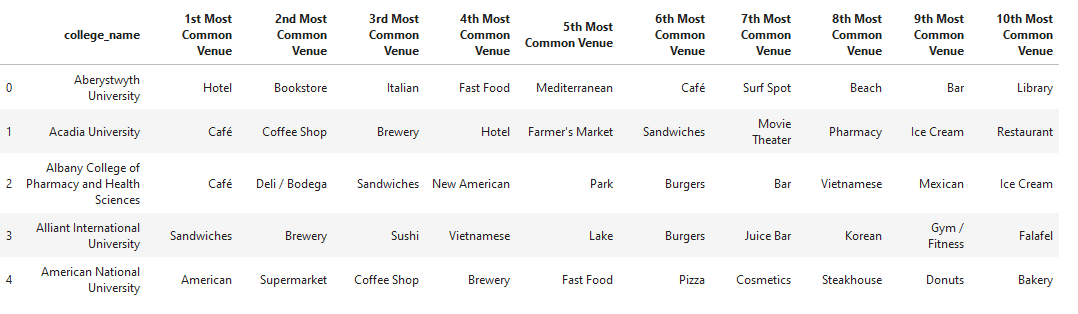 college_name 1st Most Common Venue 2nd Most Common Venue 3rd Most Common Venue 4th Most Common Venue 5th Most Common Venue 6th Most Common Venue 7th Most Common Venue 8th Most Common Venue 9th Most Common Venue 10th Most Common Venue
0 Aberystwyth University Hotel Bookstore Italian Fast Food Mediterranean Café Surf Spot Beach Bar Library
1 Acadia University Café Coffee Shop Brewery Hotel Farmer's Market Sandwiches Movie Theater Pharmacy Ice Cream Restaurant
2 Albany College of Pharmacy and Health Sciences Café Deli / Bodega Sandwiches New American Park Burgers Bar Vietnamese Mexican Ice Cream
3 Alliant International University Sandwiches Brewery Sushi Vietnamese Lake Burgers Juice Bar Korean Gym / Fitness Falafel
4 American National University American Supermarket Coffee Shop Brewery Fast Food Pizza Cosmetics Steakhouse Donuts Bakery